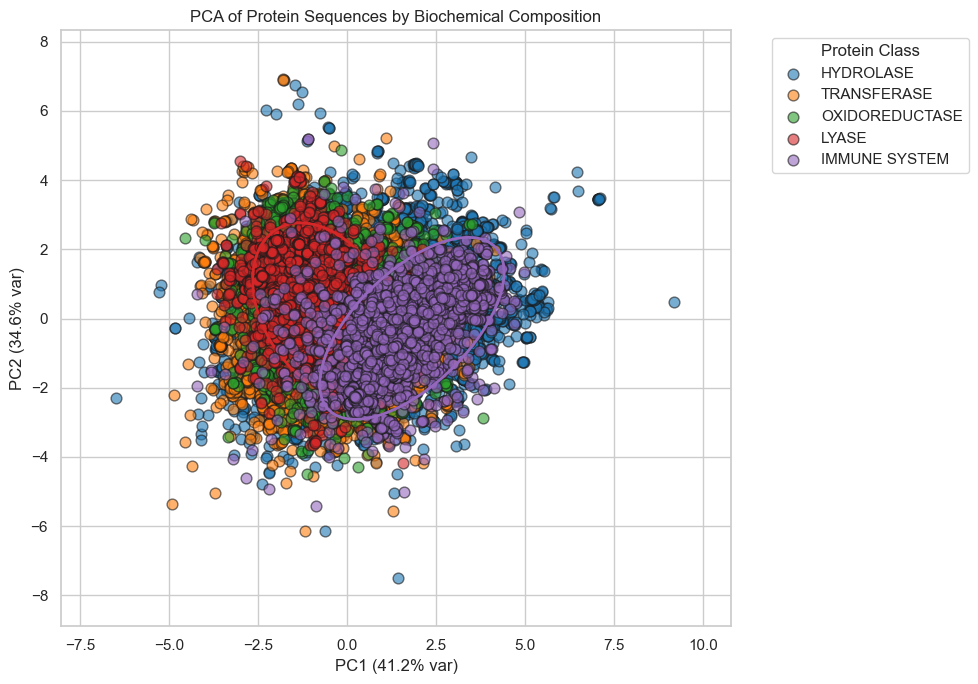 PCA of Protein Sequences by Biochemical Composition
Protein Class
HYDROLASE
TRANSFERASE
OXIDOREDUCTASE
LYASE
IMMUNE SYSTEM
PC2 (34.6% var)
8
6
4
2
0
−2
−4
−6
−8
−7.5
−5.0
−2.5
0.0
2.5
5.0
7.5
10.0
PC1 (41.2% var)